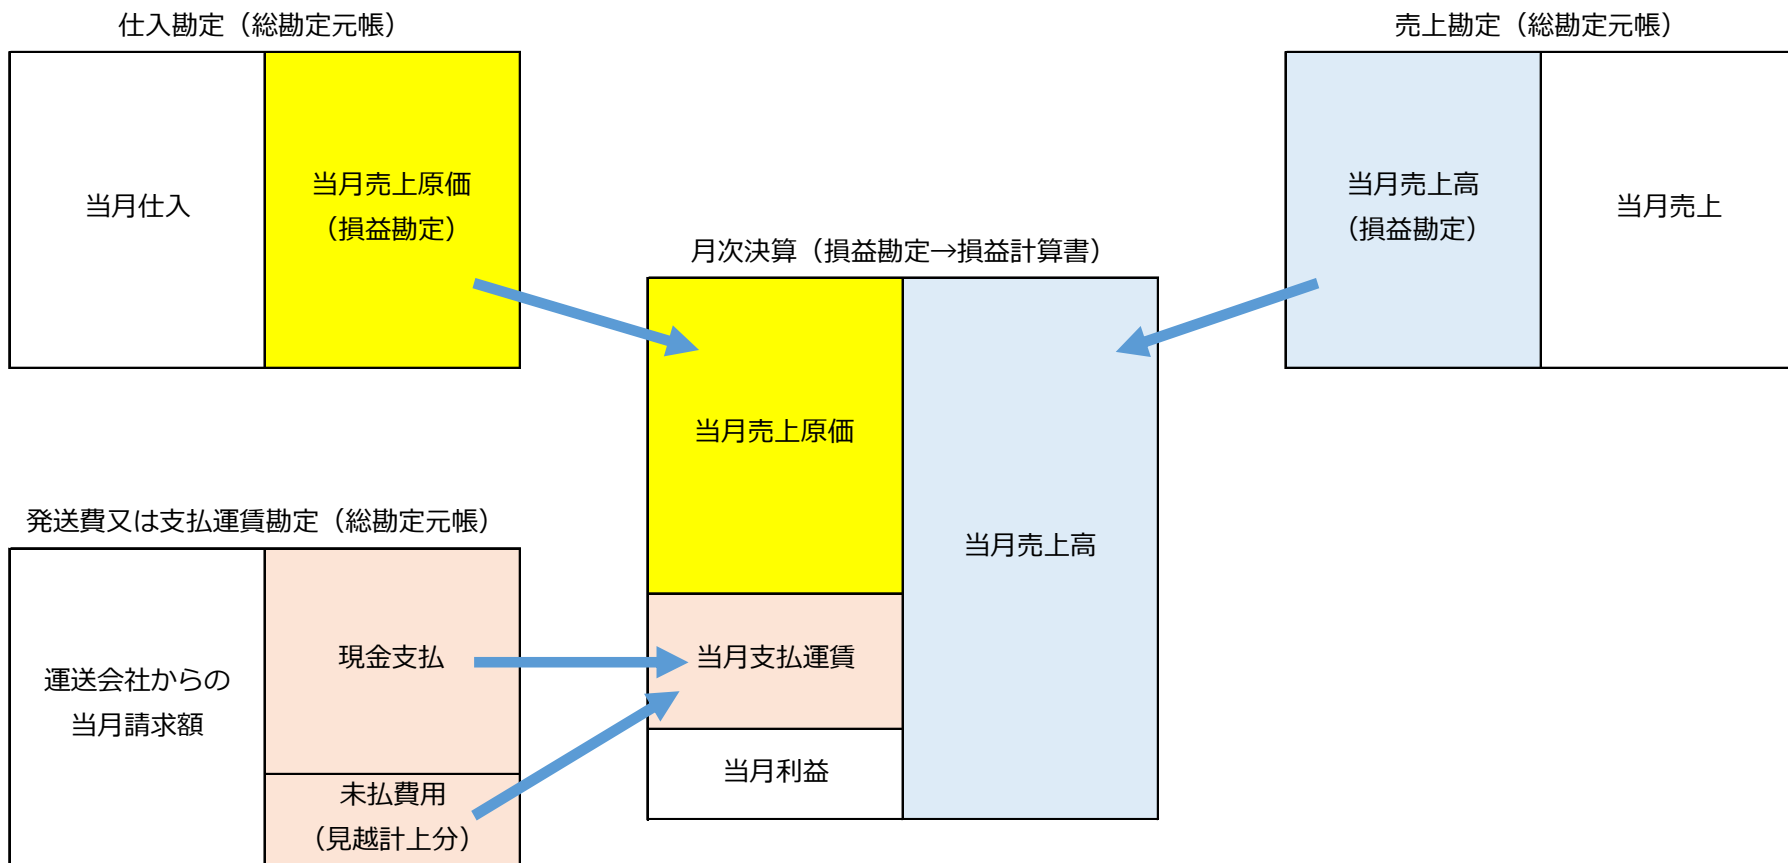 仕入勘定（総勘定元帳）
売上勘定（総勘定元帳）
当月仕入
当月売上原価
（損益勘定）
当月売上高
（損益勘定）
当月売上
月次決算（損益勘定→損益計算書）
当月売上原価
当月売上高
当月支払運賃
当月利益
発送費又は支払運賃勘定（総勘定元帳）
運送会社からの
当月請求額
現金支払
未払費用
（見越計上分）